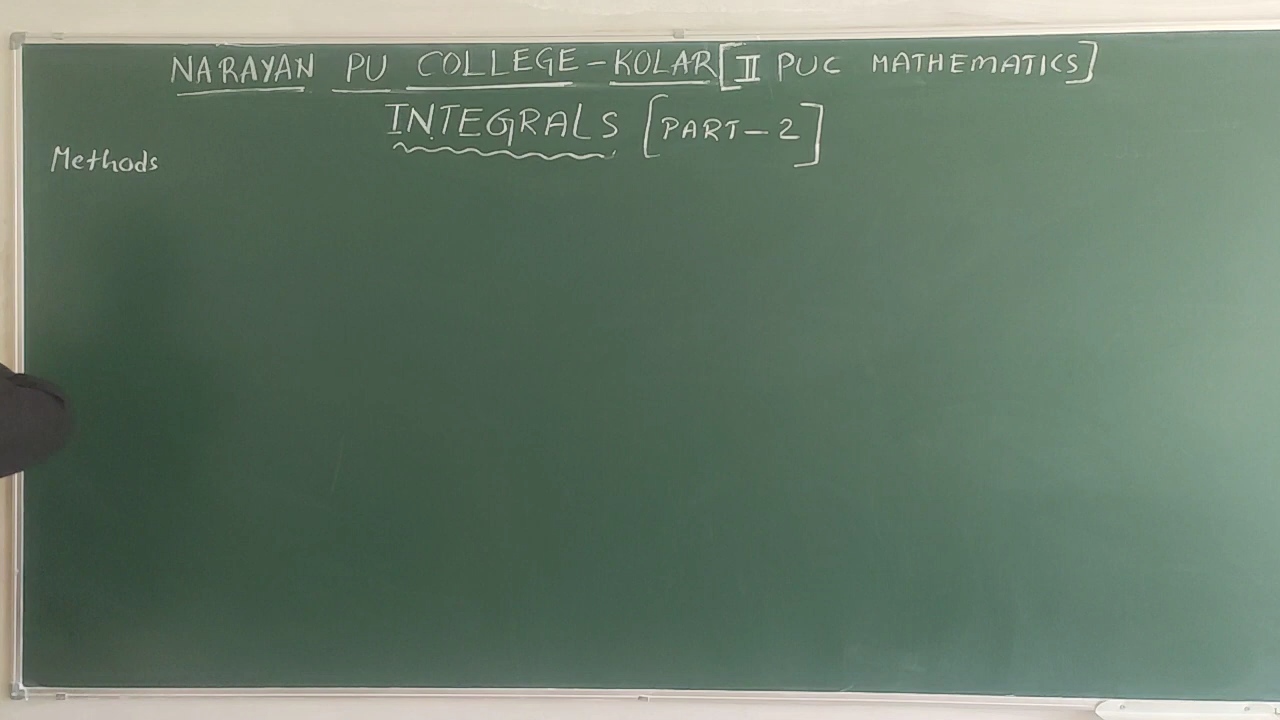 NARAYAN PU COLLEGE - KOLAR [II PUC MATHEMATICS]
INTEGRALS [PART-2]
Methods